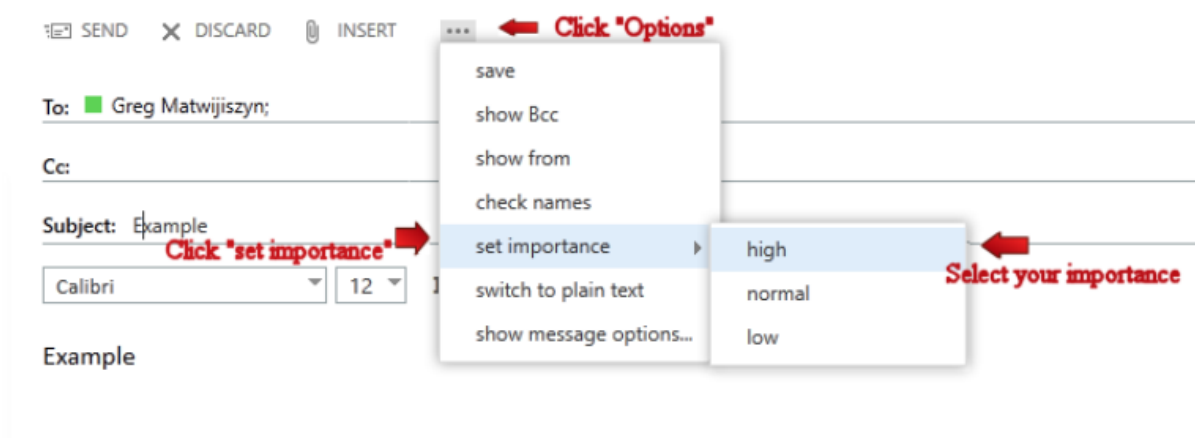 SEND DISCARD INSERT ... Click "Options"
save
To: Greg Matwijiszyn;
show Bcc
show from
Cc:
check names
Subject: Example
Click "set importance"
set importance
high
Select your importance
Calibri 12
switch to plain text
normal
show message options...
low
Example